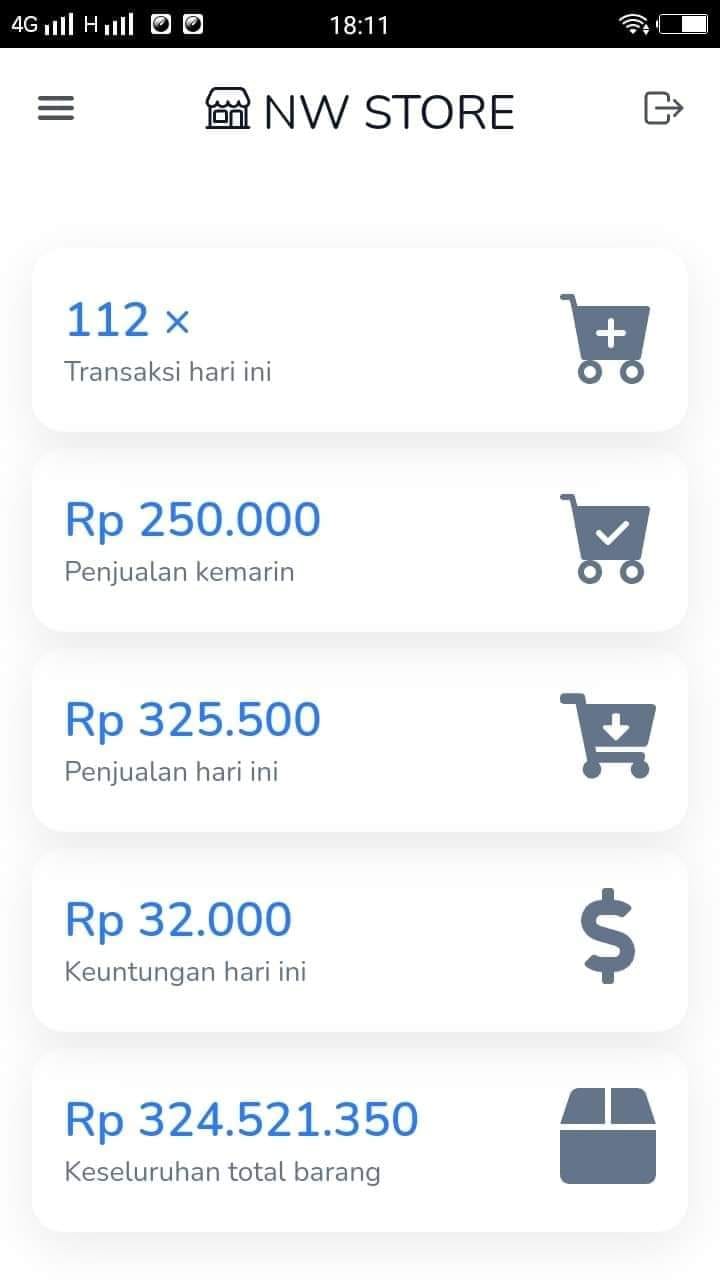 4G H 18:11
NW STORE
112 ×
Transaksi hari ini
Rp 250.000
Penjualan kemarin
Rp 325.500
Penjualan hari ini
Rp 32.000
Keuntungan hari ini
Rp 324.521.350
Keseluruhan total barang